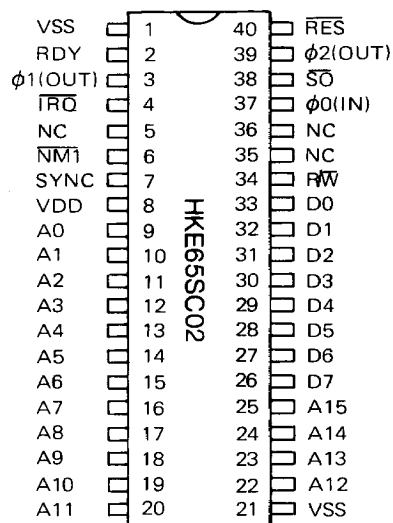 VSS 1 40 RES
RDY 2 39 ϕ2(OUT)
ϕ1(OUT) 3 38 SO
IRQ 4 37 ϕ0(IN)
NC 5 36 NC
NM1 6 35 NC
SYNC 7 34 RW
VDD 8 33 D0
A0 9 32 D1
A1 10 31 D2
A2 11 30 D3
A3 12 29 D4
A4 13 28 D5
A5 14 27 D6
A6 15 26 D7
A7 16 25 A15
A8 17 24 A14
A9 18 23 A13
A10 19 22 A12
A11 20 21 VSS
HKE65SC02